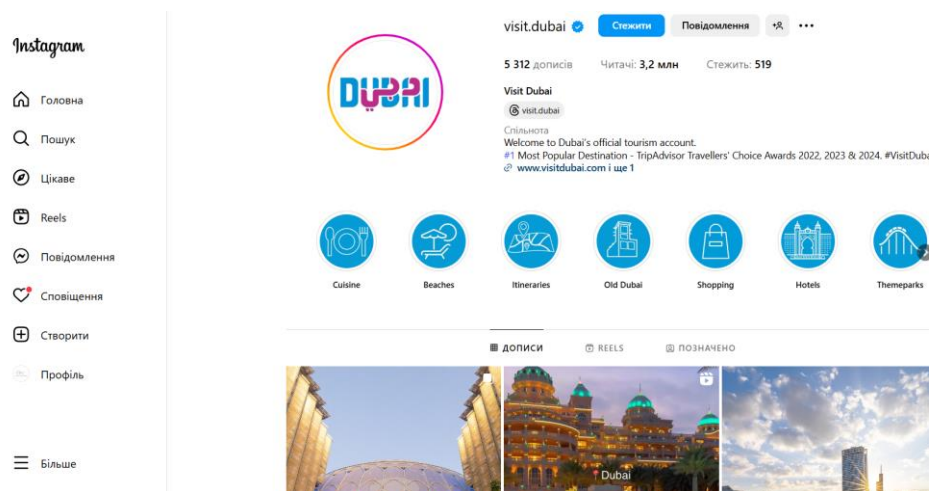 Instagram
Головна
Пошук
Цікаве
Reels
Повідомлення
Сповіщення
Створити
Профіль
Більше
visit.dubai Стежити Повідомлення
5 312 дописів Читачі: 3,2 млн Стежить: 519
Visit Dubai
visit.dubai
Спільнота
Welcome to Dubai's official tourism account.
#1 Most Popular Destination - TripAdvisor Travellers' Choice Awards 2022, 2023 & 2024. #VisitDuba
www.visitdubai.com і ще 1
Cuisine Beaches Itineraries Old Dubai Shopping Hotels Themeparks
ДОПИСИ REELS ПОЗНАЧЕНО
Dubai